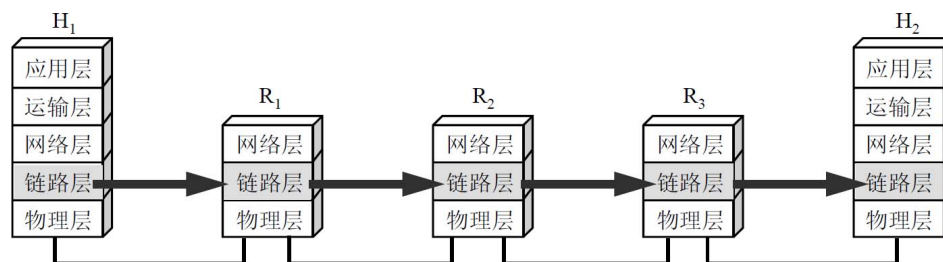 H₁
应用层
运输层
网络层
链路层
物理层
R₁
网络层
链路层
物理层
R₂
网络层
链路层
物理层
R₃
网络层
链路层
物理层
H₂
应用层
运输层
网络层
链路层
物理层